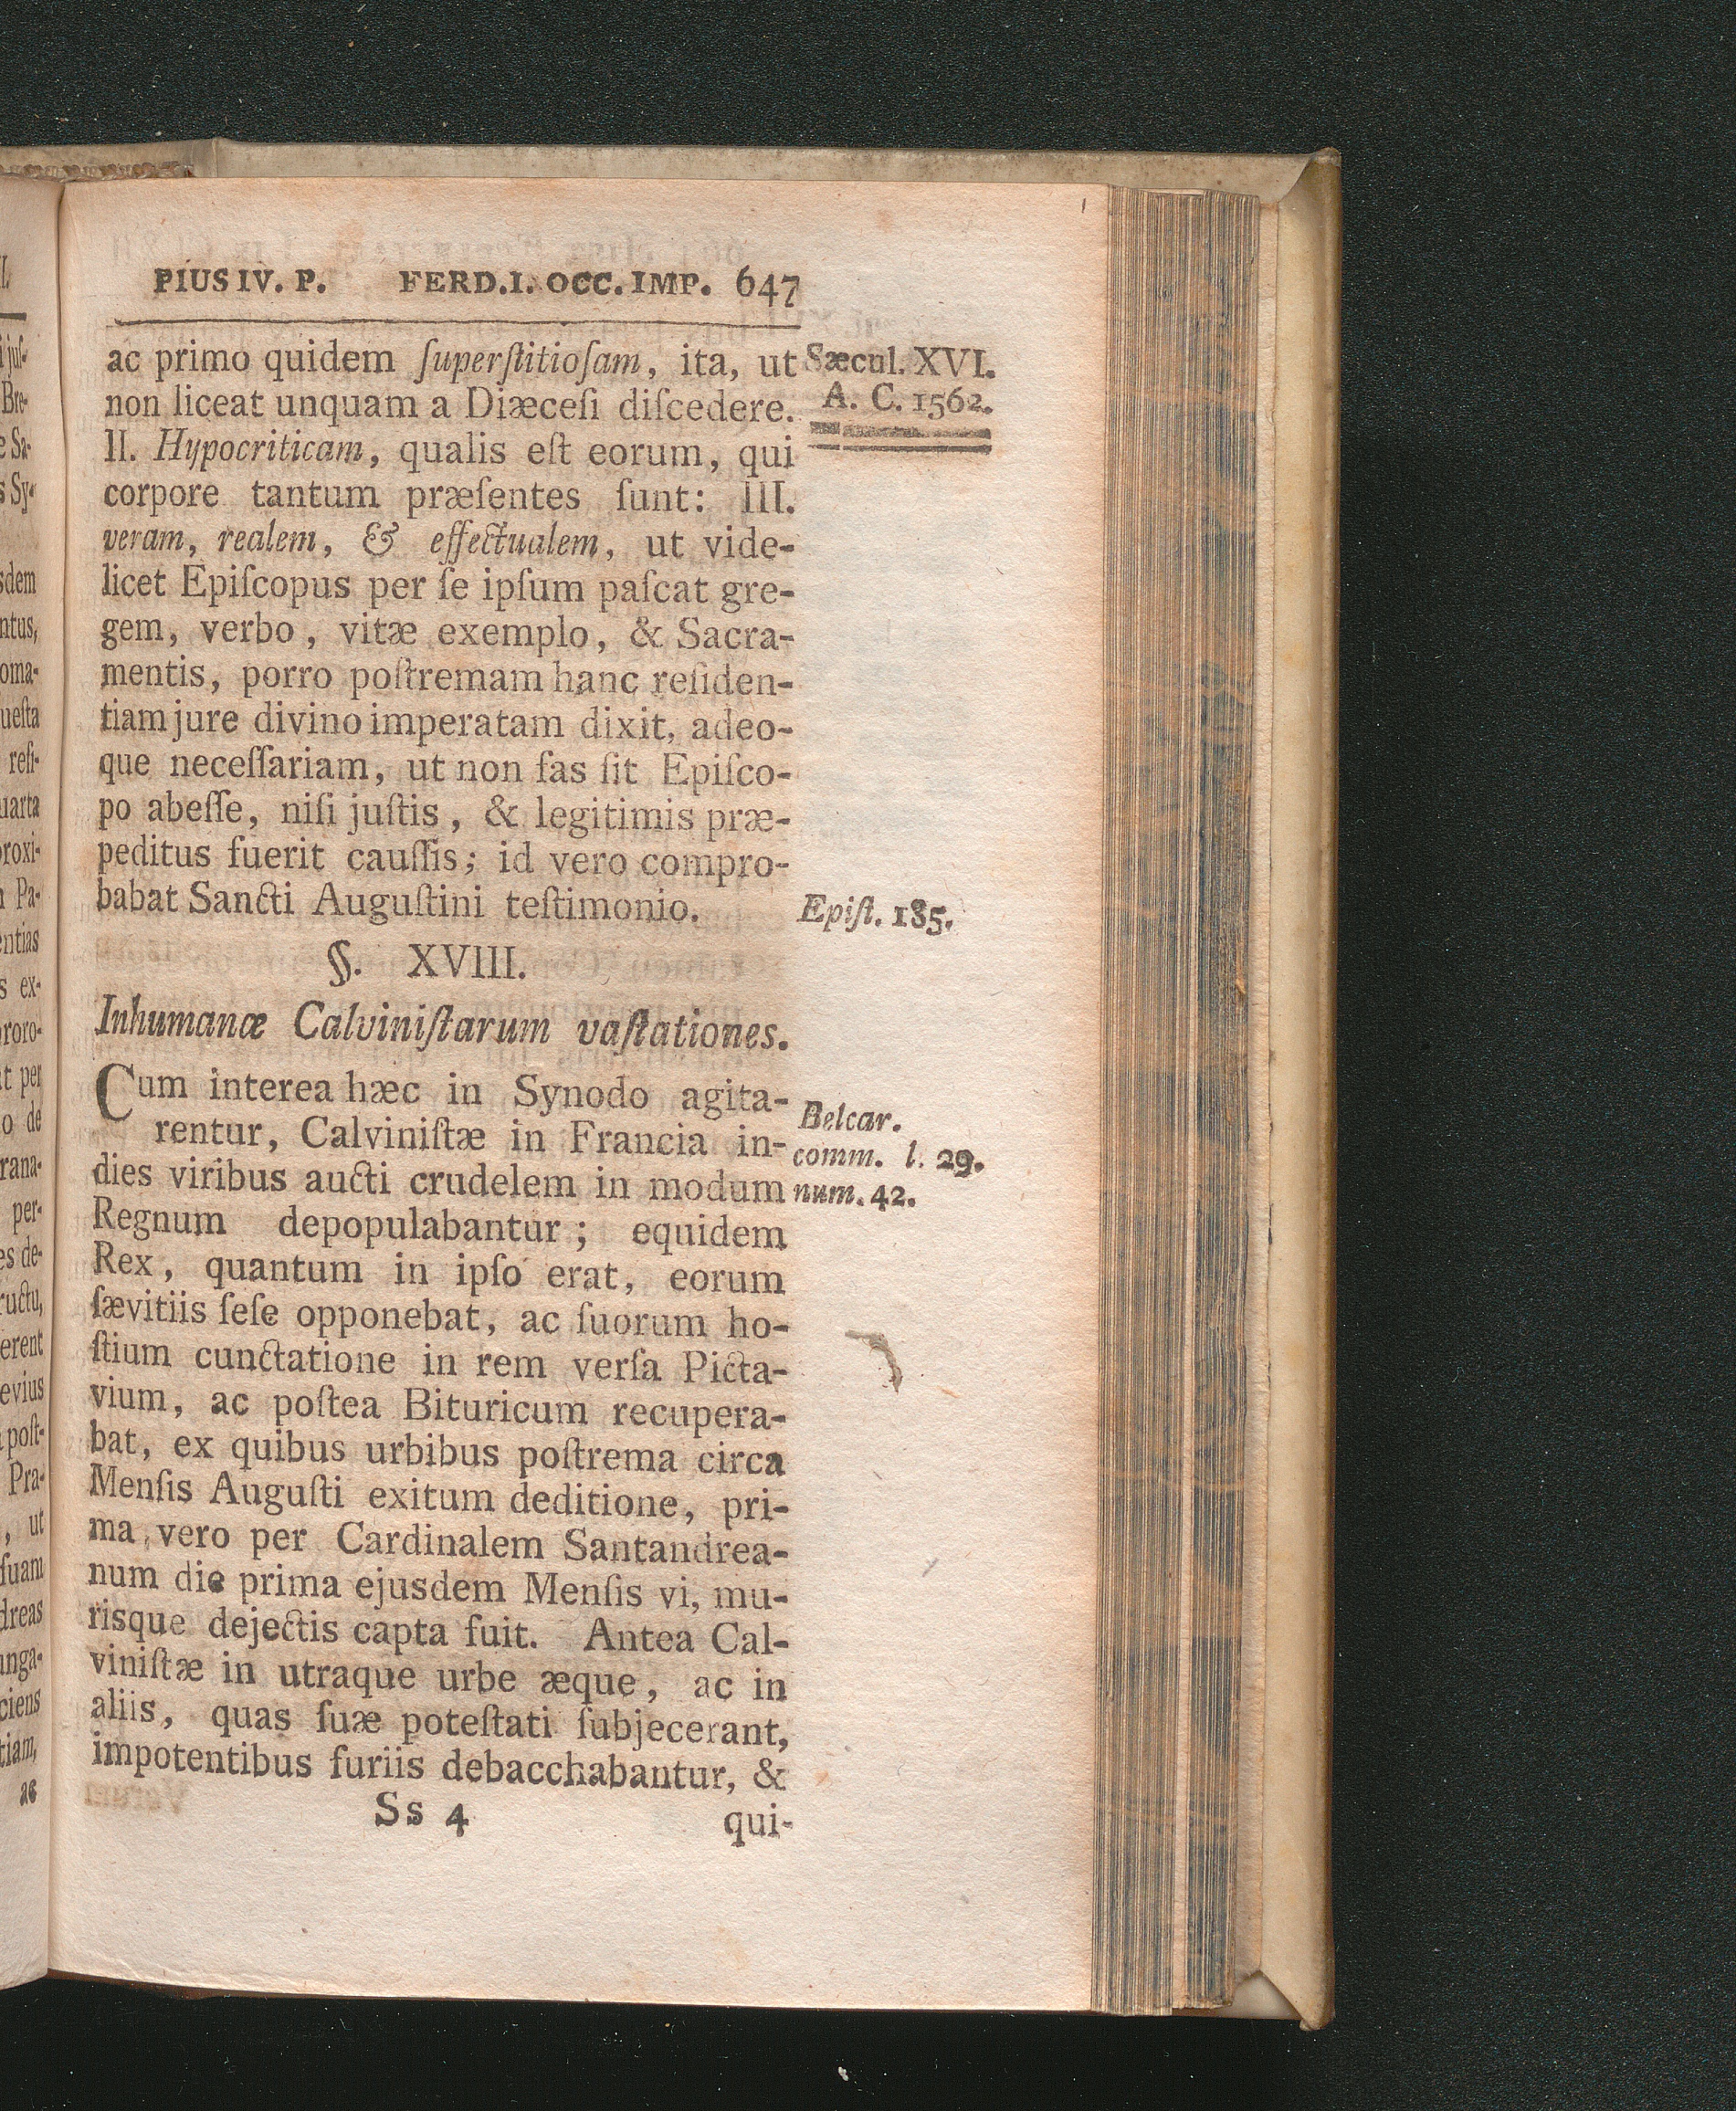 PIUS IV. P. FERD. I. OCC. IMP. 647
ac primo quidem ſuperſtitioſam, ita, ut
non liceat unquam a Diæceſi diſcedere.
II. Hypocriticam, qualis eſt eorum, qui
corpore tantum præſentes ſunt: III.
veram, realem, & effectualem, ut vide-
licet Epiſcopus per ſe ipſum paſcat gre-
gem, verbo, vitæ exemplo, & Sacra-
mentis, porro poſtremam hanc reſiden-
tiam jure divino imperatam dixit, adeo-
que neceſſariam, ut non fas ſit Epiſco-
po abeſſe, niſi juſtis, & legitimis præ-
peditus fuerit cauſſis; id vero compro-
babat Sancti Auguſtini teſtimonio.
§. XVIII.
Inhumanæ Calviniſtarum vaſtationes.
Cum interea hæc in Synodo agita-
rentur, Calviniſtæ in Francia in-
dies viribus aucti crudelem in modum
Regnum depopulabantur; equidem
Rex, quantum in ipſo erat, eorum
ſævitiis ſeſe opponebat, ac ſuorum ho-
ſtium cunctatione in rem verſa Picta-
vium, ac poſtea Bituricum recupera-
bat, ex quibus urbibus poſtrema circa
Menſis Auguſti exitum deditione, pri-
ma vero per Cardinalem Santandrea-
num die prima ejusdem Menſis vi, mu-
risque dejectis capta fuit. Antea Cal-
viniſtæ in utraque urbe æque, ac in
aliis, quas ſuæ poteſtati ſubjecerant,
impotentibus furiis debacchabantur, &
Ss 4 qui-
Sæcul. XVI.
A. C. 1562.
Epiſt. 185.
Belcar.
comm. l. 29.
num. 42.